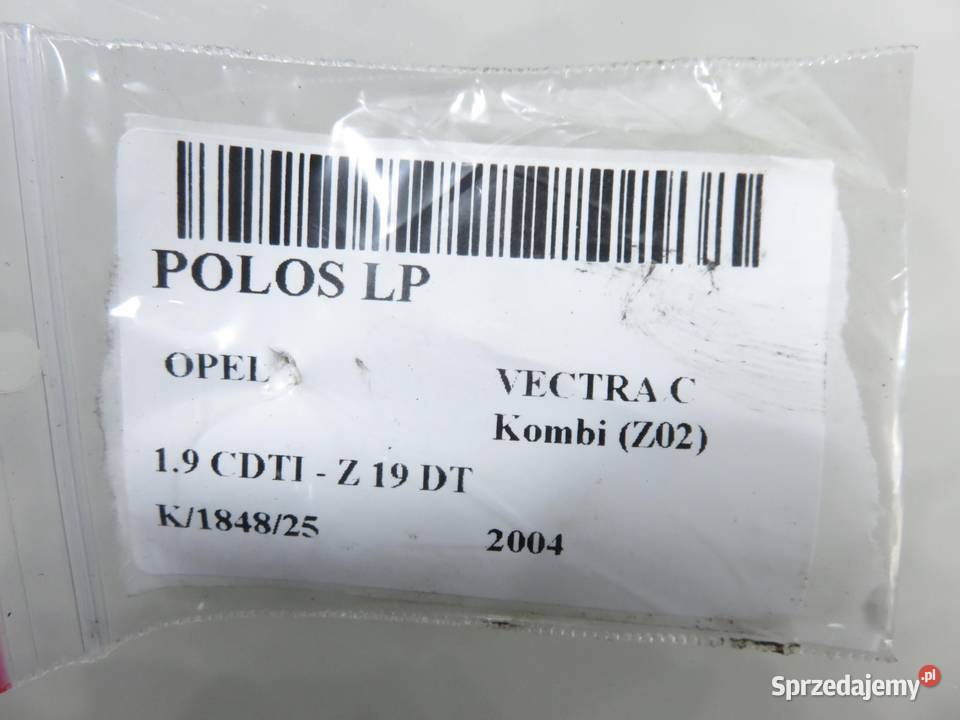 POLOS LP
OPEL
VECTRA C
Kombi (Z02)
1.9 CDTI - Z 19 DT
K/1848/25
2004
Sprzedajemy.pl